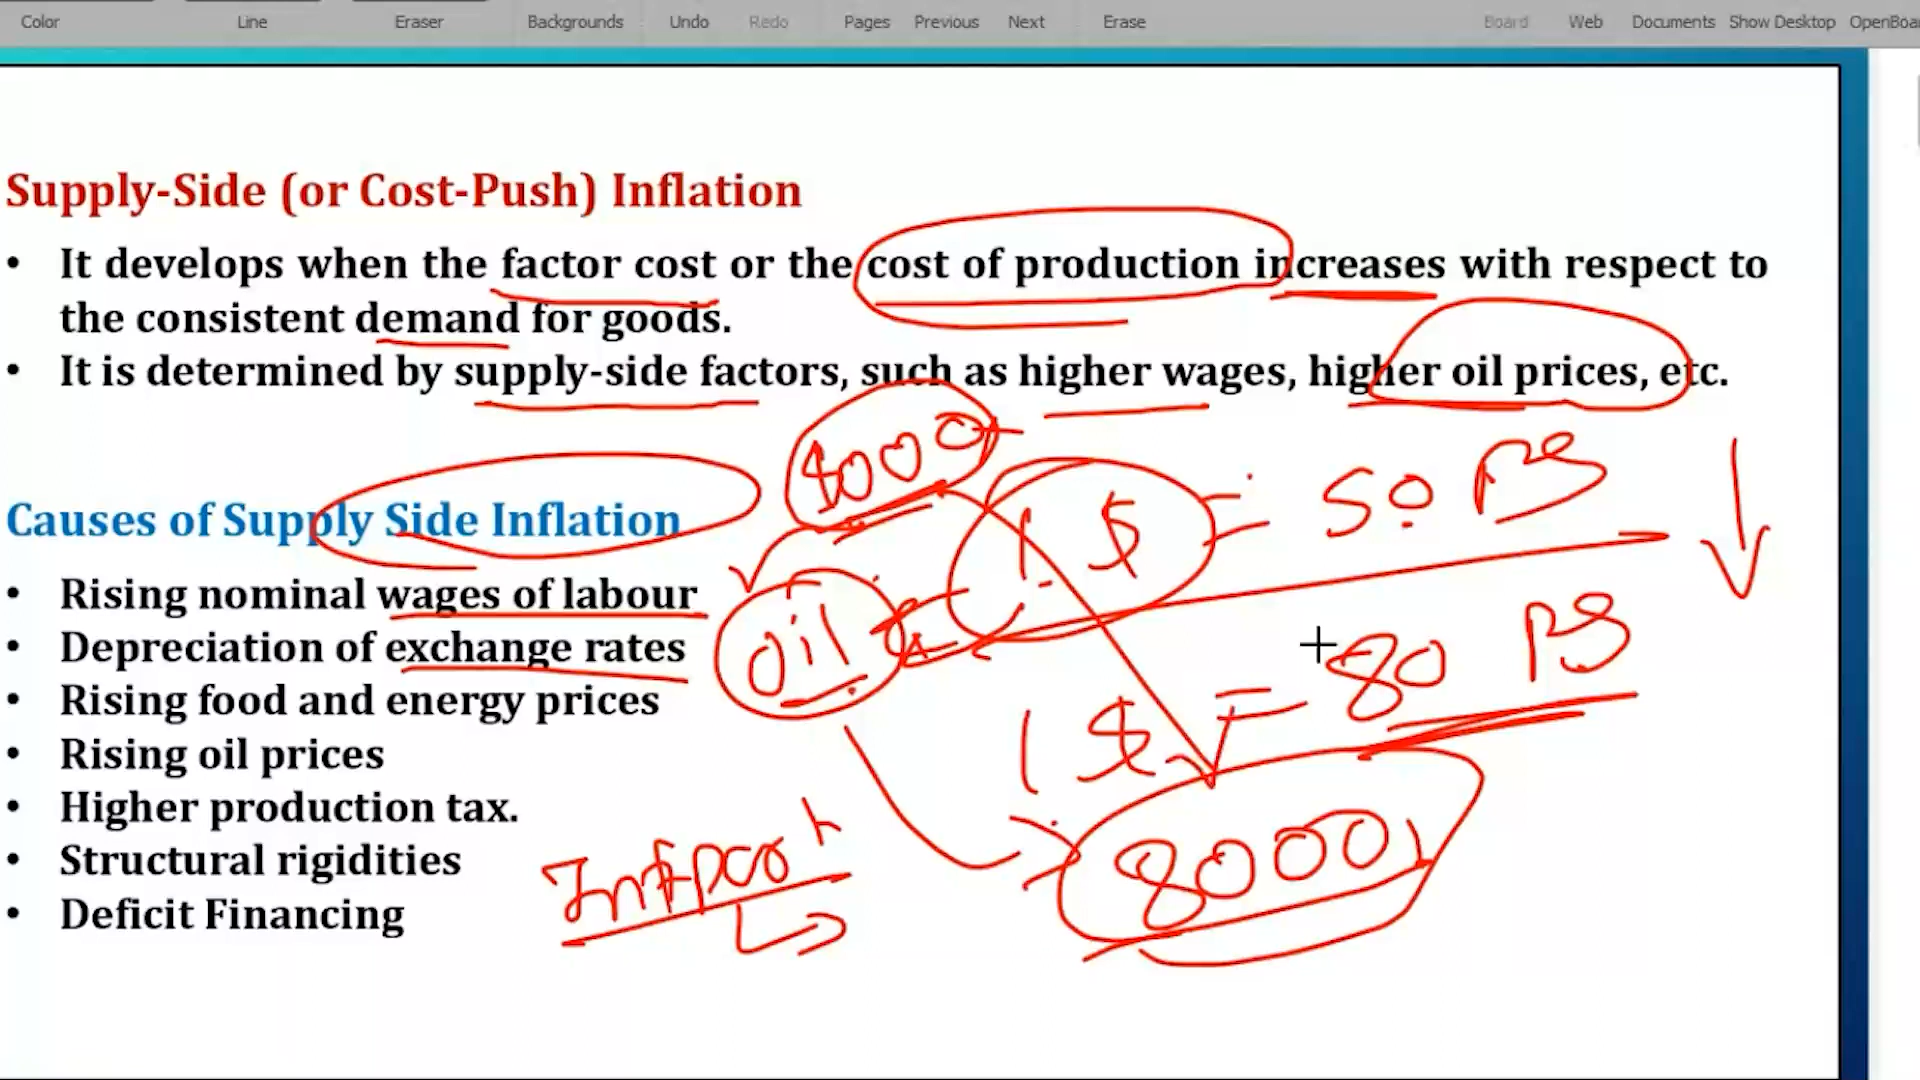 Color Line Eraser Backgrounds Undo Redo Pages Previous Next Erase Board Web Documents Show Desktop OpenBoa
Supply-Side (or Cost-Push) Inflation
• It develops when the factor cost or the cost of production increases with respect to
the consistent demand for goods.
• It is determined by supply-side factors, such as higher wages, higher oil prices, etc.
1 $ = 50 RS
Causes of Supply Side Inflation
• Rising nominal wages of labour
• Depreciation of exchange rates
oil
1 $ = 80 RS
• Rising food and energy prices
• Rising oil prices
• Higher production tax.
8000
• Structural rigidities
• Deficit Financing